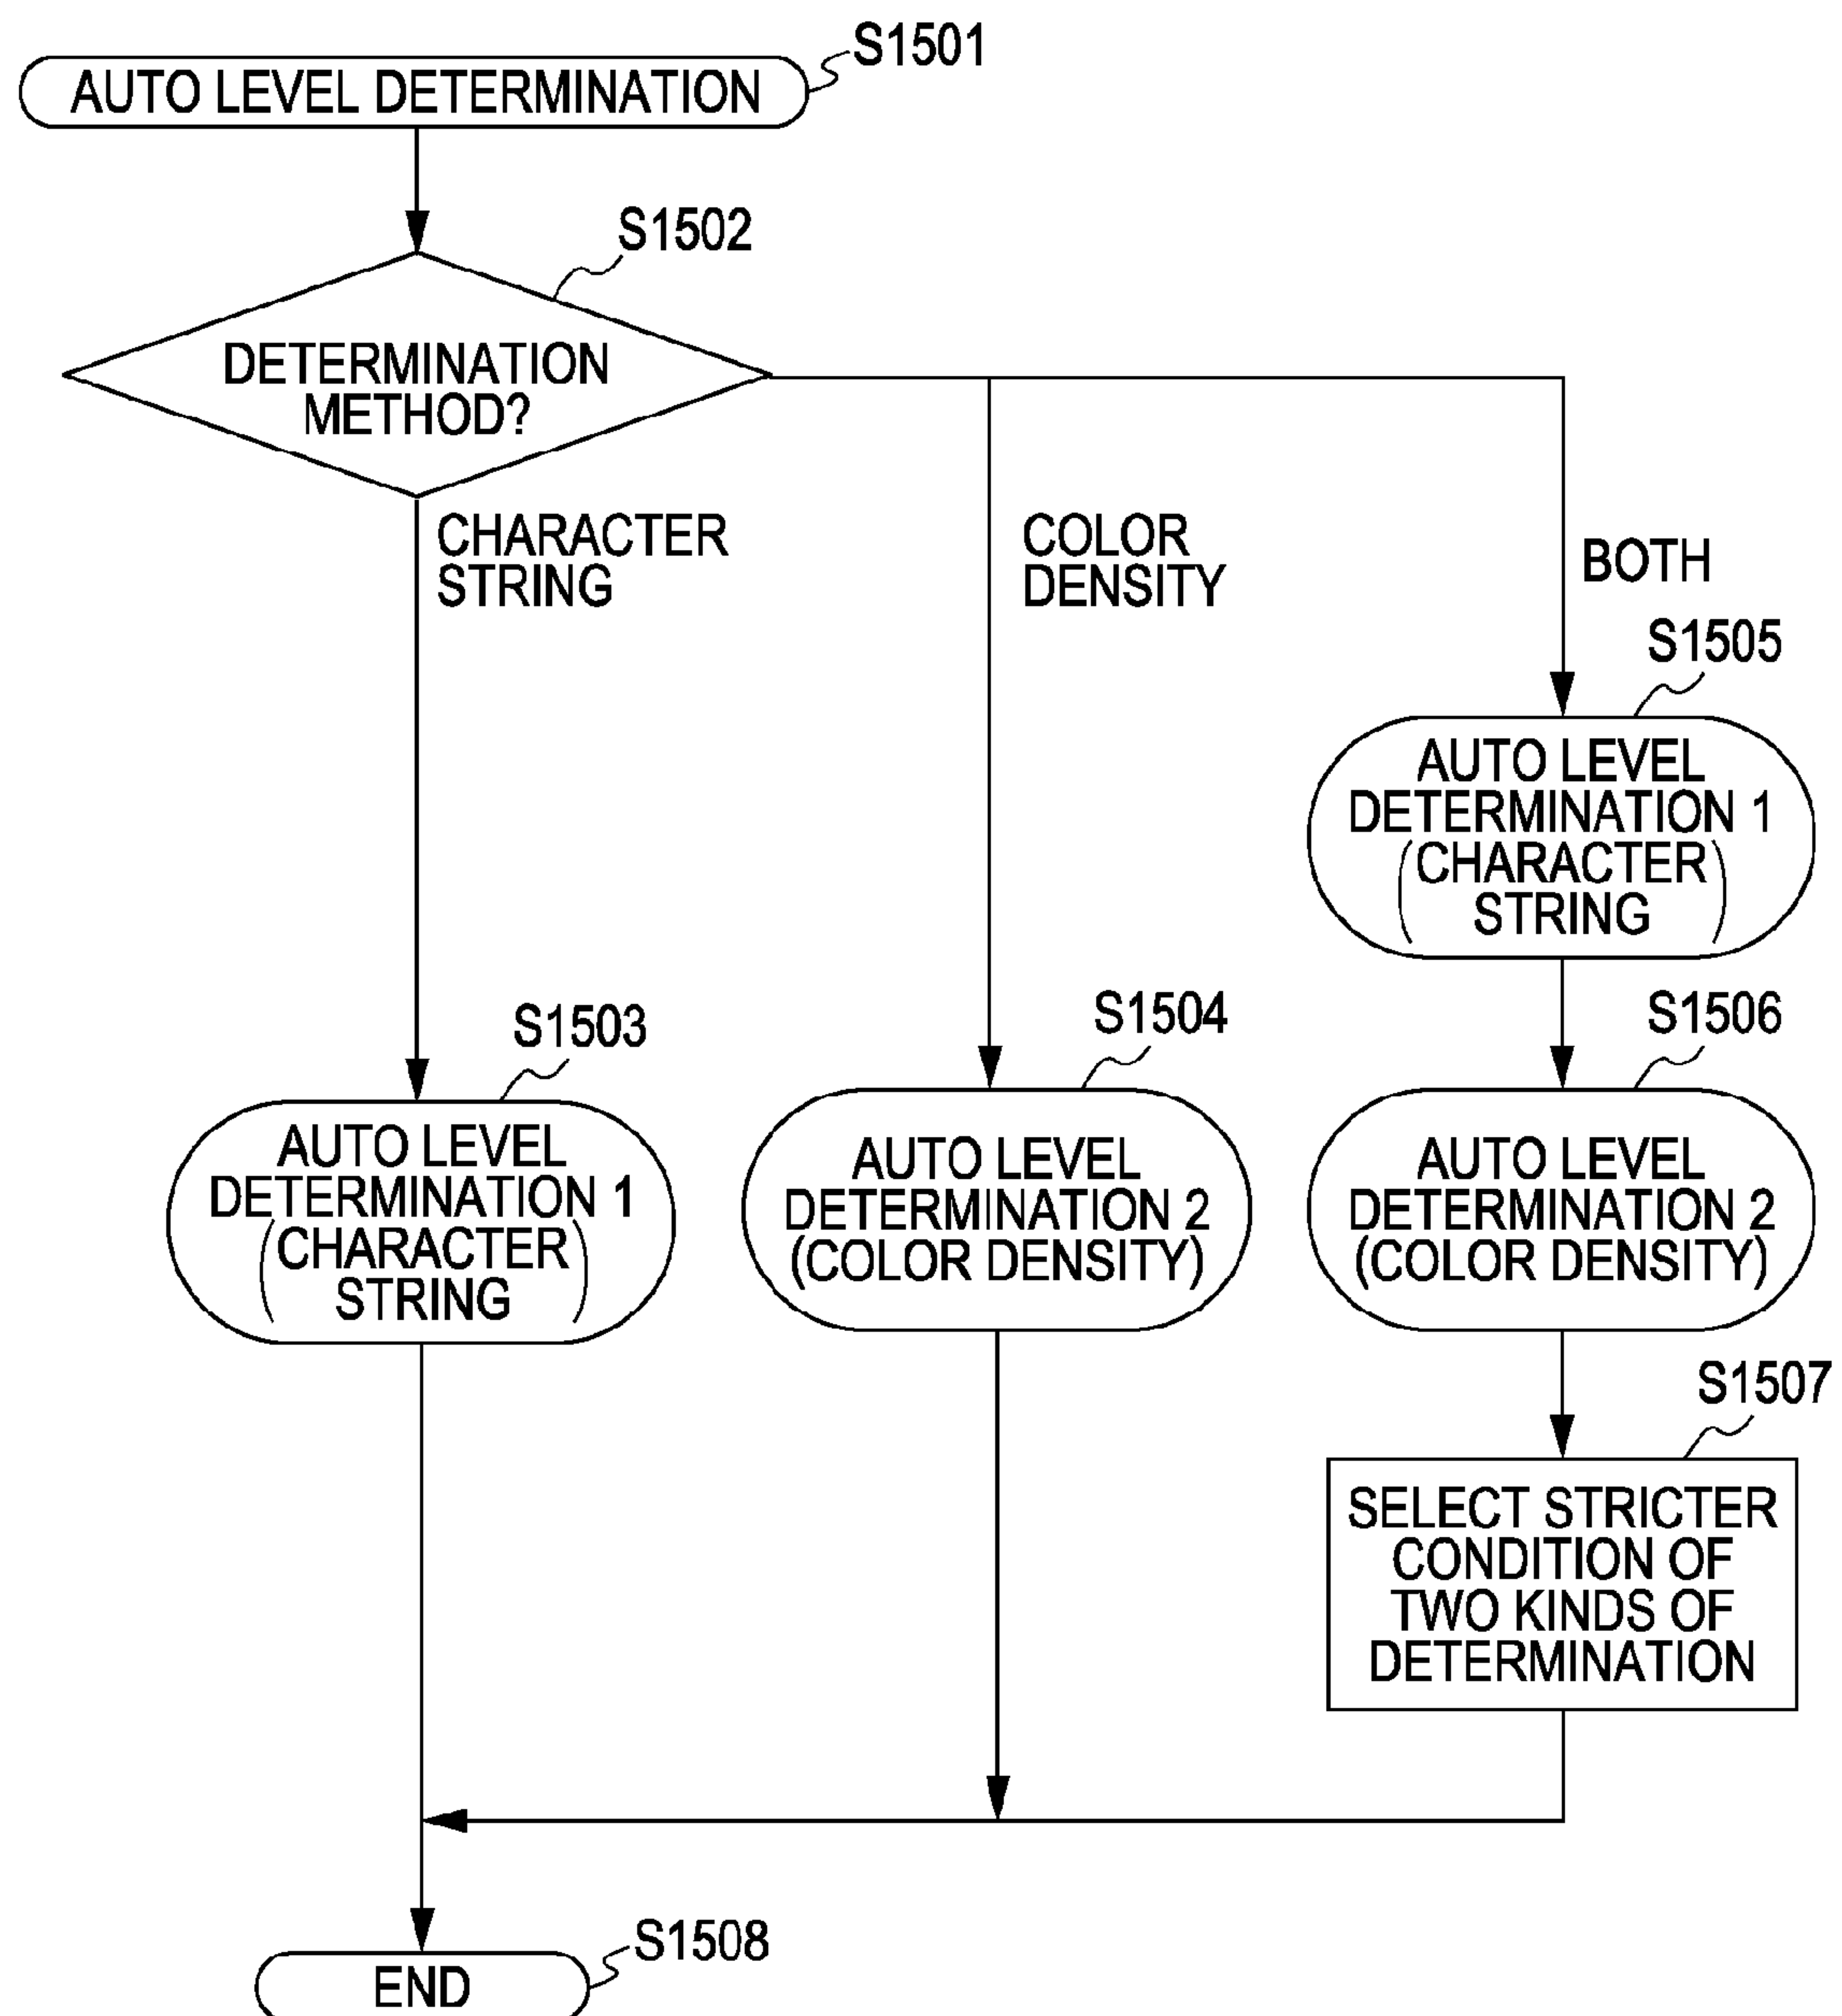 S1501
AUTO LEVEL DETERMINATION
S1502
DETERMINATION
METHOD?
CHARACTER
STRING
COLOR
DENSITY
BOTH
S1505
AUTO LEVEL
DETERMINATION 1
(CHARACTER
STRING)
S1503
AUTO LEVEL
DETERMINATION 1
(CHARACTER
STRING)
S1504
AUTO LEVEL
DETERMINATION 2
(COLOR DENSITY)
S1506
AUTO LEVEL
DETERMINATION 2
(COLOR DENSITY)
S1507
SELECT STRICTER
CONDITION OF
TWO KINDS OF
DETERMINATION
S1508
END